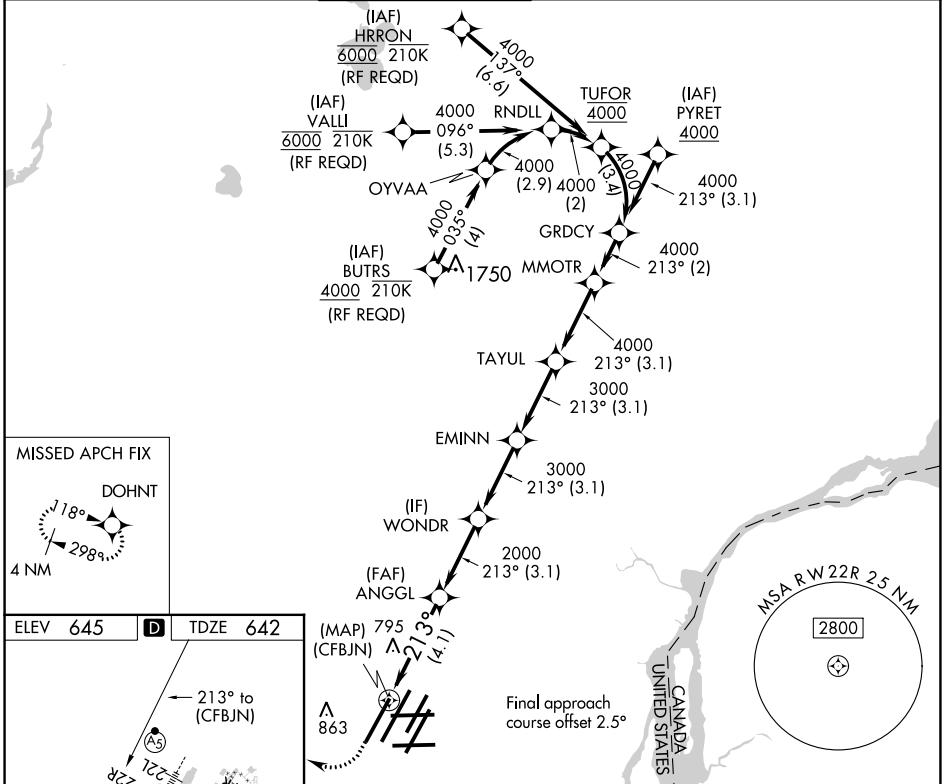 (IAF)
HRRON
6000 210K
(RF REQD)
4000
137°
(6.6)
(IAF)
VALLI
6000 210K
(RF REQD)
4000
096°
(5.3)
RNDLL
TUFOR
4000
(IAF)
PYRET
4000
OYVAA
4000
(2.9)
4000
(2)
4000
(3.4)
4000
213° (3.1)
4000
035°
(4)
GRDCY
(IAF)
BUTRS
4000 210K
(RF REQD)
1750
MMOTR
4000
213° (2)
4000
213° (3.1)
TAYUL
3000
213° (3.1)
EMINN
3000
213° (3.1)
(IF)
WONDR
2000
213° (3.1)
(FAF)
ANGGL
(MAP)
(CFBJN)
795
213°
(4.1)
863
Final approach
course offset 2.5°
CANADA
UNITED STATES
MSA RW22R 25 NM
2800
MISSED APCH FIX
DOHNT
118°
298°
4 NM
ELEV 645 D TDZE 642
213° to
(CFBJN)
A5
22R
22L